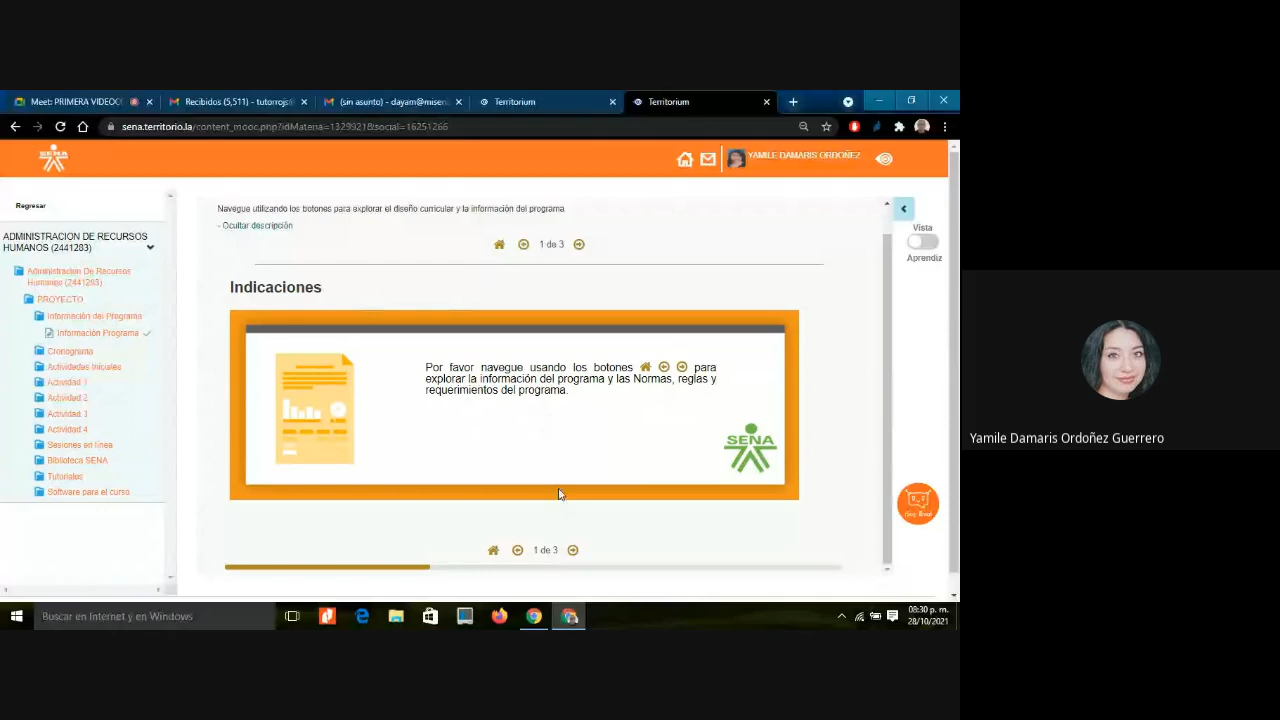 Meet: PRIMERA VIDEOC
Recibidos (5,511) - tutorrojs@
(sin asunto) - dayam@misen
Territorium
Territorium
sena.territorio.la/content_mooc.php?idMateria=13299218&social=16251266
SENA
YAMILE DAMARIS ORDOÑEZ
Regresar
ADMINISTRACION DE RECURSOS
HUMANOS (2441283)
Administracion De Recursos
Humanos (2441283)
PROYECTO
Información del Programa
Información Programa
Cronograma
Actividades Iniciales
Actividad 1
Actividad 2
Actividad 3
Actividad 4
Sesiones en línea
Biblioteca SENA
Tutoriales
Software para el curso
Navegue utilizando los botones para explorar el diseño curricular y la información del programa
- Ocultar descripción
1 de 3
Indicaciones
Por favor navegue usando los botones para
explorar la información del programa y las Normas, reglas y
requerimientos del programa.
SENA
1 de 3
Vista
Aprendiz
Yamile Damaris Ordoñez Guerrero
Buscar en Internet y en Windows
08:30 p. m.
28/10/2021